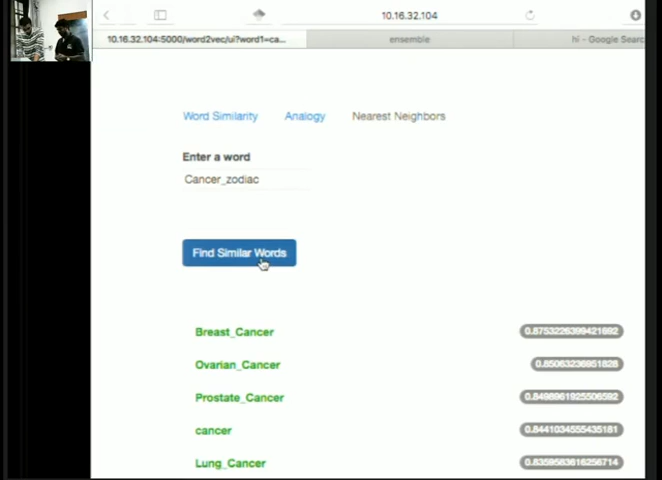 10.16.32.104
10.16.32.104:5000/word2vec/ui?word1=ca...
ensemble
hi - Google Searc
Word Similarity
Analogy
Nearest Neighbors
Enter a word
Cancer_zodiac
Find Similar Words
Breast_Cancer
Ovarian_Cancer
Prostate_Cancer
cancer
Lung_Cancer